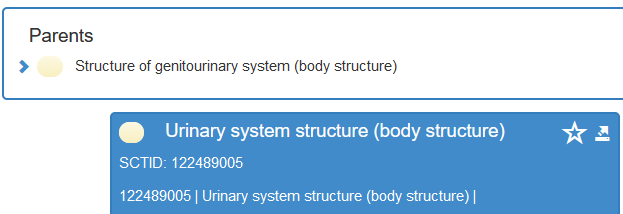 Parents
Structure of genitourinary system (body structure)
Urinary system structure (body structure)
SCTID: 122489005
122489005 | Urinary system structure (body structure) |